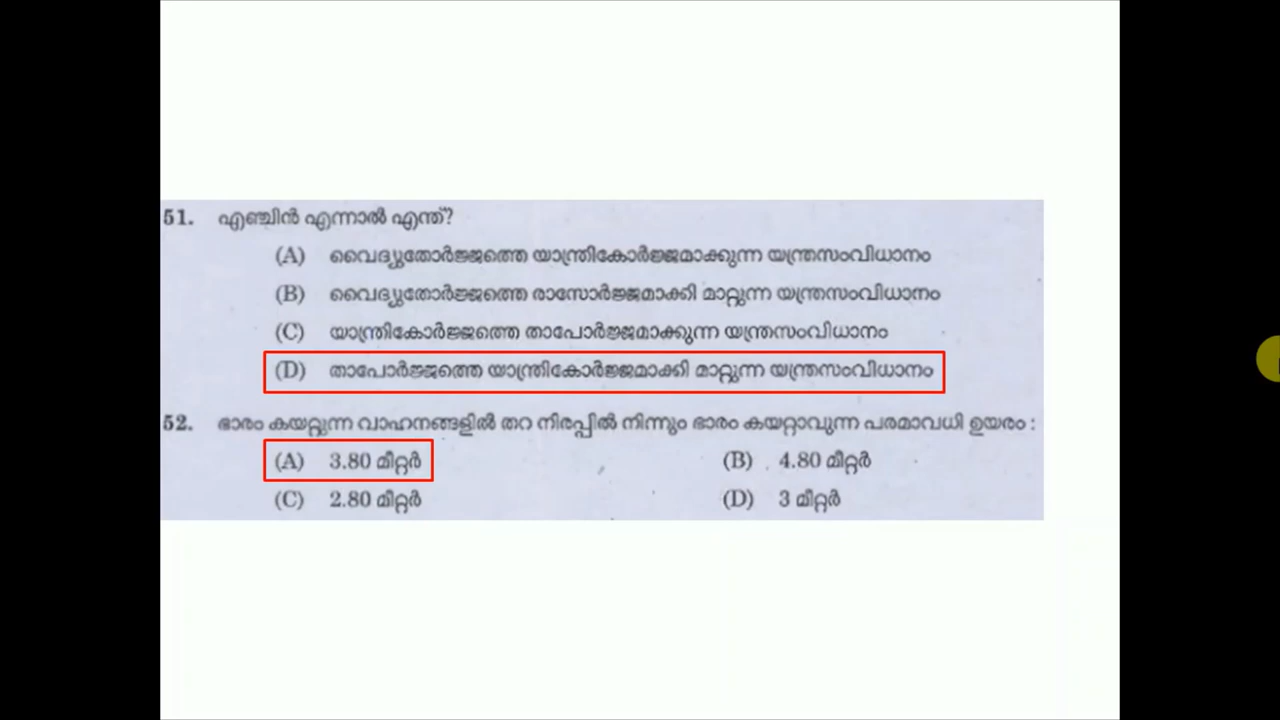 51. എഞ്ചിൻ എന്നാൽ എന്ത്?
(A) വൈദ്യുതോർജ്ജത്തെ യാന്ത്രികോർജ്ജമാക്കുന്ന യന്ത്രസംവിധാനം
(B) വൈദ്യുതോർജ്ജത്തെ രാസോർജ്ജമാക്കി മാറ്റുന്ന യന്ത്രസംവിധാനം
(C) യാന്ത്രികോർജ്ജത്തെ താപോർജ്ജമാക്കുന്ന യന്ത്രസംവിധാനം
(D) താപോർജ്ജത്തെ യാന്ത്രികോർജ്ജമാക്കി മാറ്റുന്ന യന്ത്രസംവിധാനം
52. ഭാരം കയറ്റുന്ന വാഹനങ്ങളിൽ തറ നിരപ്പിൽ നിന്നും ഭാരം കയറ്റാവുന്ന പരമാവധി ഉയരം :
(A) 3.80 മീറ്റർ (B) 4.80 മീറ്റർ
(C) 2.80 മീറ്റർ (D) 3 മീറ്റർ